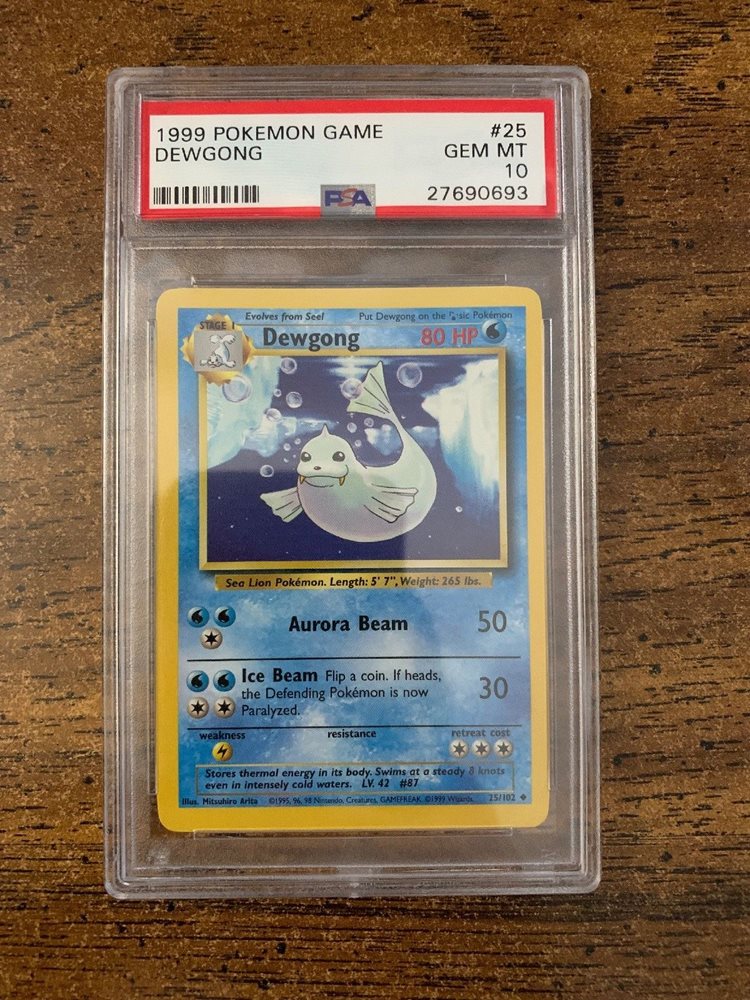 1999 POKEMON GAME #25
DEWGONG GEM MT
10
PSA 27690693
Evolves from Seel Put Dewgong on the Basic Pokémon
STAGE 1
Dewgong 80 HP
Sea Lion Pokémon. Length: 5' 7", Weight: 265 lbs.
Aurora Beam 50
Ice Beam Flip a coin. If heads,
the Defending Pokémon is now 30
Paralyzed.
weakness resistance retreat cost
Stores thermal energy in its body. Swims at a steady 8 knots
even in intensely cold waters. LV. 42 #87
Illus. Mitsuhiro Arita ©1995, 96, 98 Nintendo, Creatures, GAMEFREAK. ©1999 Wizards. 25/102